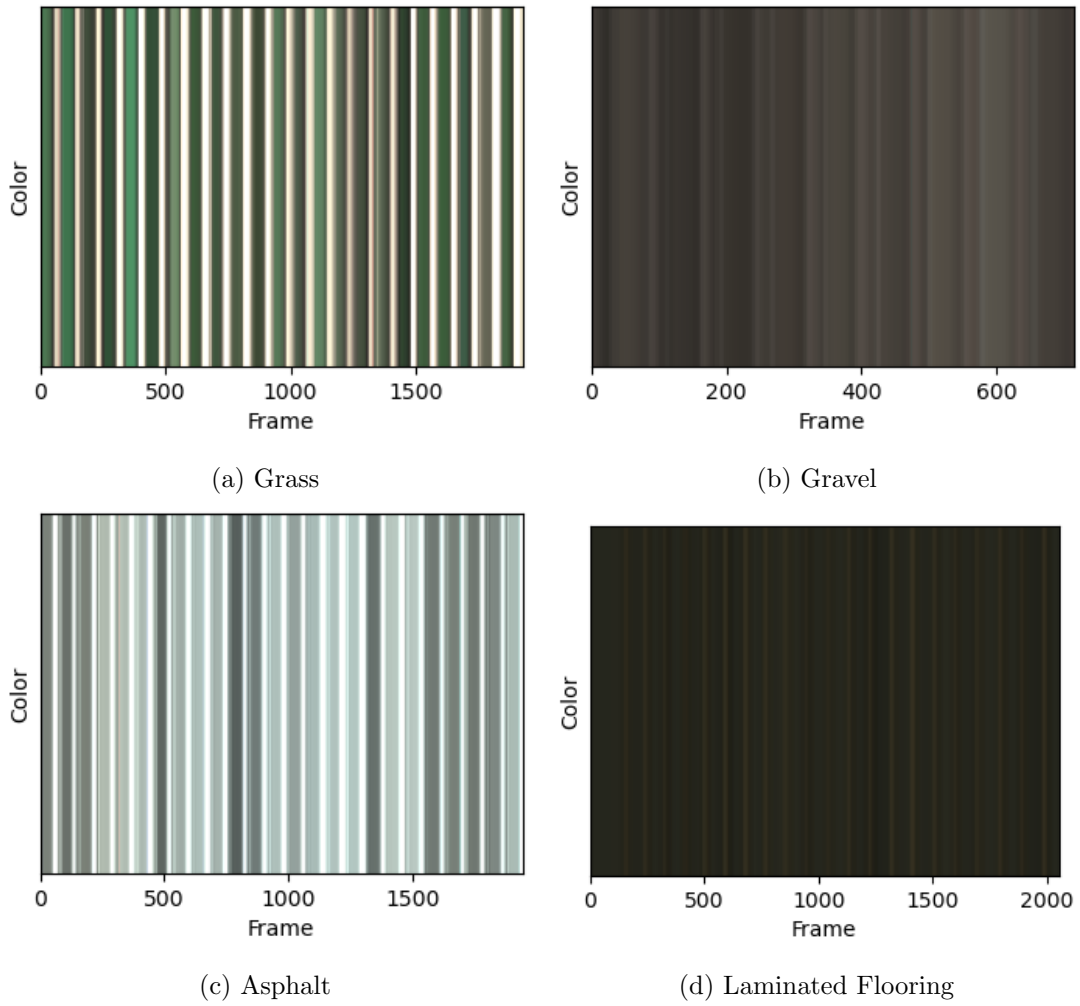 Color
0 500 1000 1500
Frame
(a) Grass
Color
0 200 400 600
Frame
(b) Gravel
Color
0 500 1000 1500
Frame
(c) Asphalt
Color
0 500 1000 1500 2000
Frame
(d) Laminated Flooring